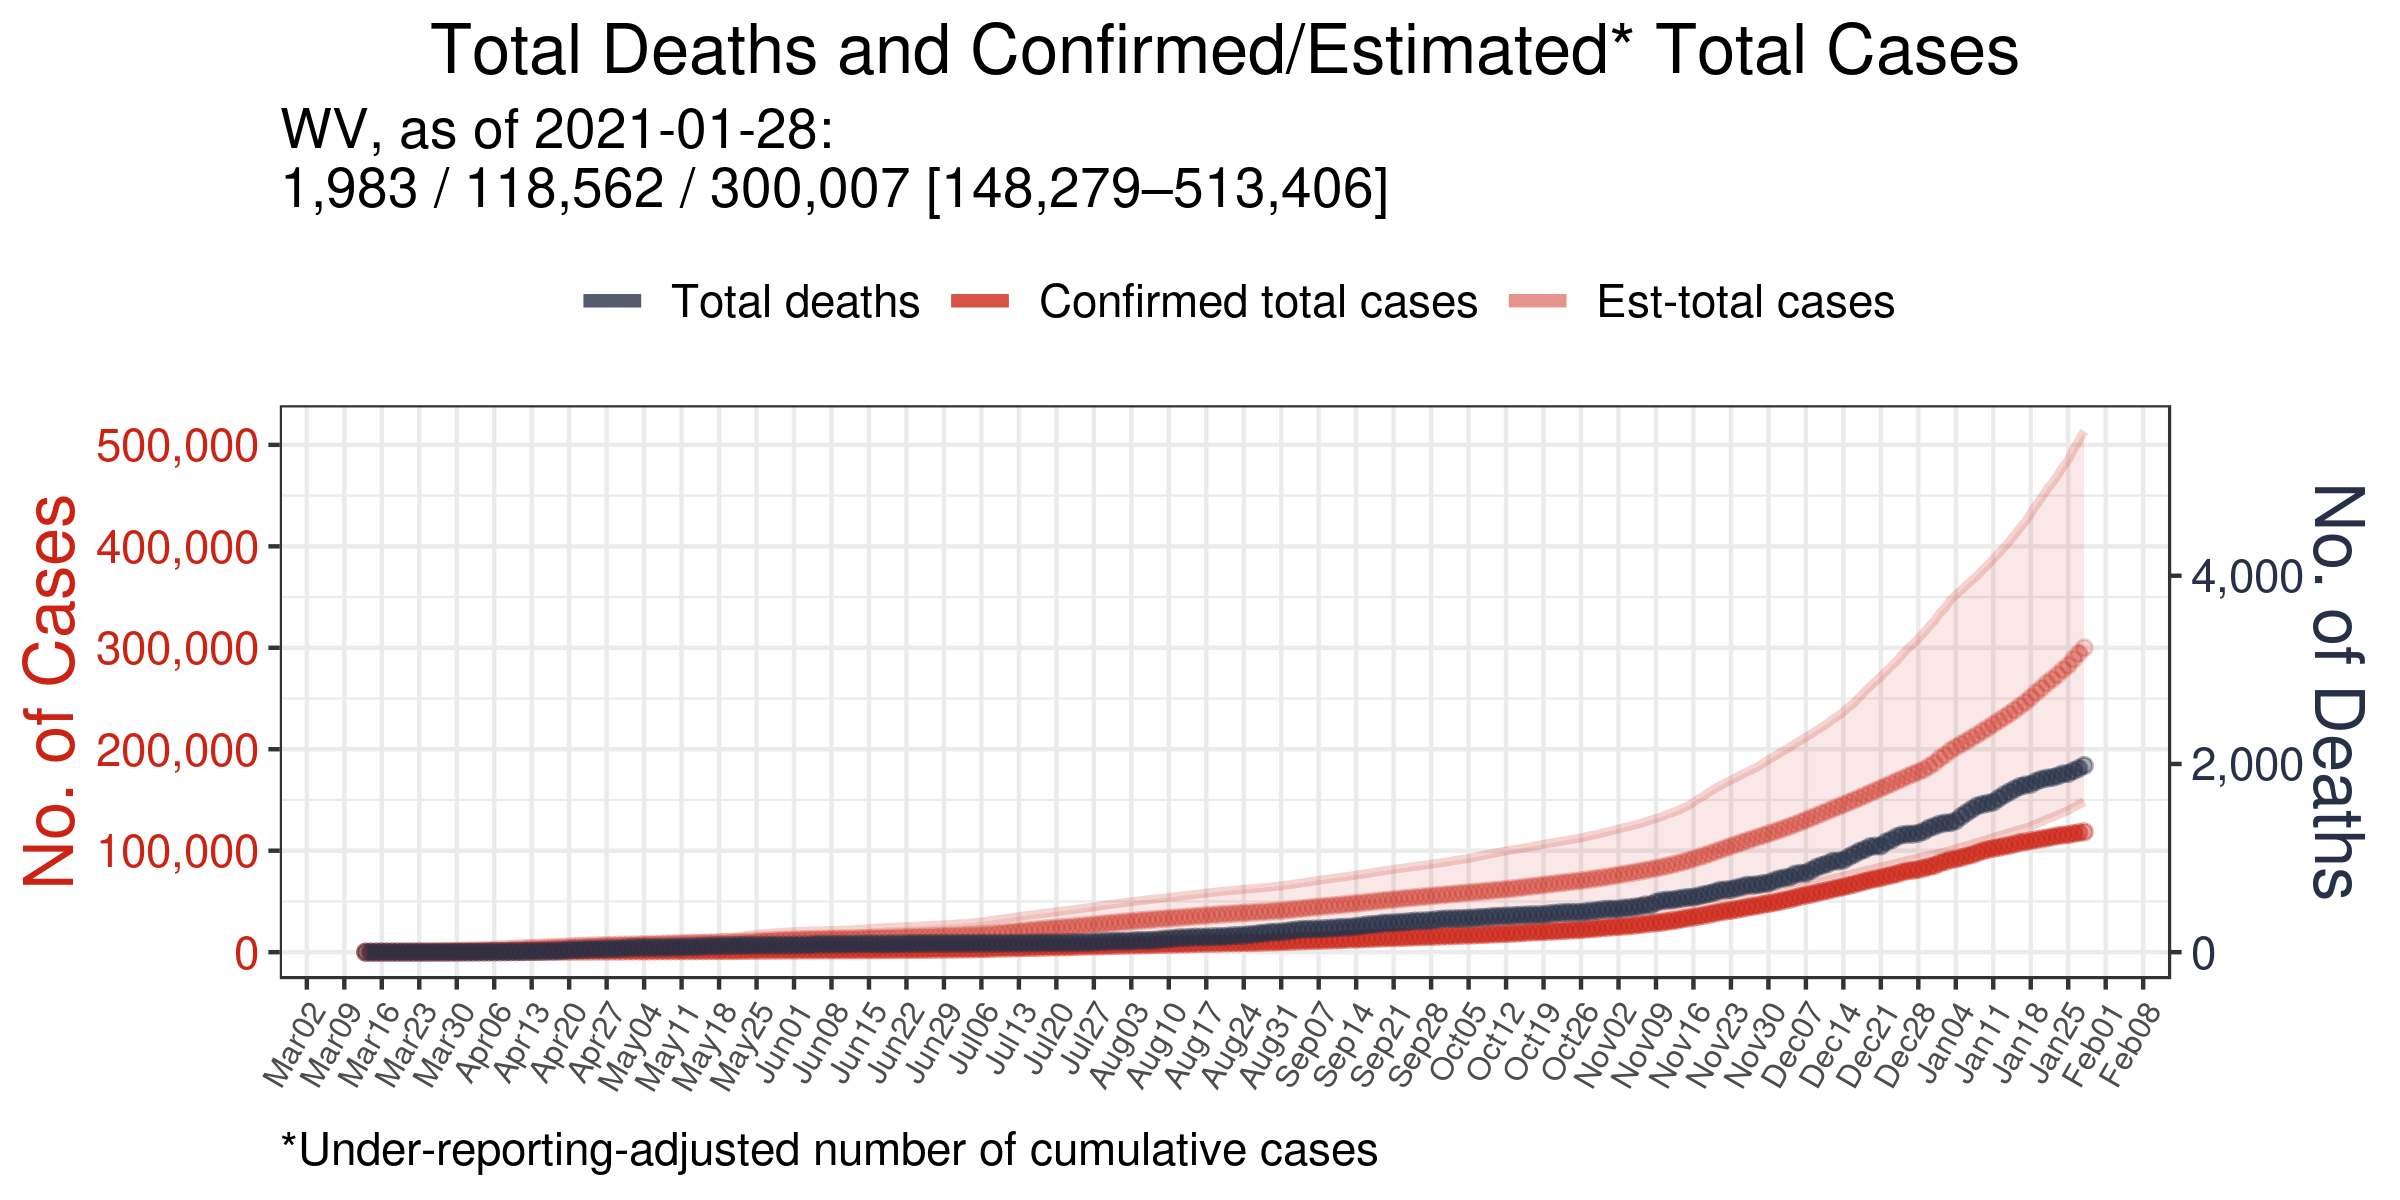 Total Deaths and Confirmed/Estimated* Total Cases
WV, as of 2021-01-28:
1,983 / 118,562 / 300,007 [148,279–513,406]
Total deaths
Confirmed total cases
Est-total cases
No. of Cases
500,000
400,000
300,000
200,000
100,000
0
4,000
2,000
0
No. of Deaths
Mar02
Mar09
Mar16
Mar23
Mar30
Apr06
Apr13
Apr20
Apr27
May04
May11
May18
May25
Jun01
Jun08
Jun15
Jun22
Jun29
Jul06
Jul13
Jul20
Jul27
Aug03
Aug10
Aug17
Aug24
Aug31
Sep07
Sep14
Sep21
Sep28
Oct05
Oct12
Oct19
Oct26
Nov02
Nov09
Nov16
Nov23
Nov30
Dec07
Dec14
Dec21
Dec28
Jan04
Jan11
Jan18
Jan25
Feb01
Feb08
*Under-reporting-adjusted number of cumulative cases